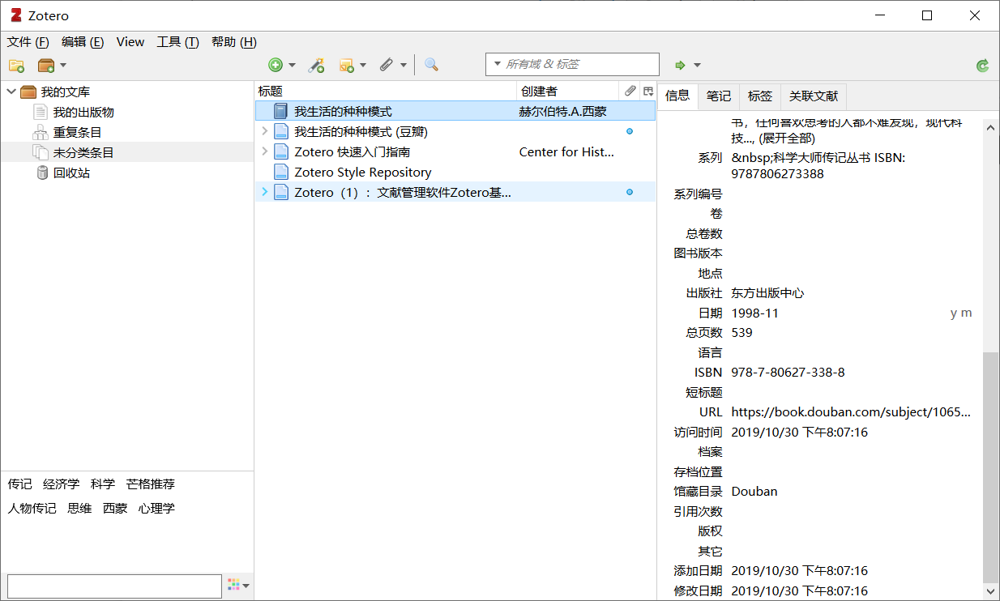 Zotero
文件 (F) 编辑 (E) View 工具 (T) 帮助 (H)
所有域 & 标签
我的文库
我的出版物
重复条目
未分类条目
回收站
传记 经济学 科学 芒格推荐
人物传记 思维 西蒙 心理学
标题 创建者
我生活的种种模式 赫尔伯特.A.西蒙
我生活的种种模式 (豆瓣)
Zotero 快速入门指南 Center for Hist...
Zotero Style Repository
Zotero（1）：文献管理软件Zotero基...
信息 笔记 标签 关联文献
书，任何喜欢思考的人都不难发现，现代科
技..., (展开全部)
系列 &nbsp;科学大师传记丛书 ISBN:
9787806273388
系列编号
卷
总卷数
图书版本
地点
出版社 东方出版中心
日期 1998-11 y m
总页数 539
语言
ISBN 978-7-80627-338-8
短标题
URL https://book.douban.com/subject/1065...
访问时间 2019/10/30 下午8:07:16
档案
存档位置
馆藏目录 Douban
引用次数
版权
其它
添加日期 2019/10/30 下午8:07:16
修改日期 2019/10/30 下午8:07:16